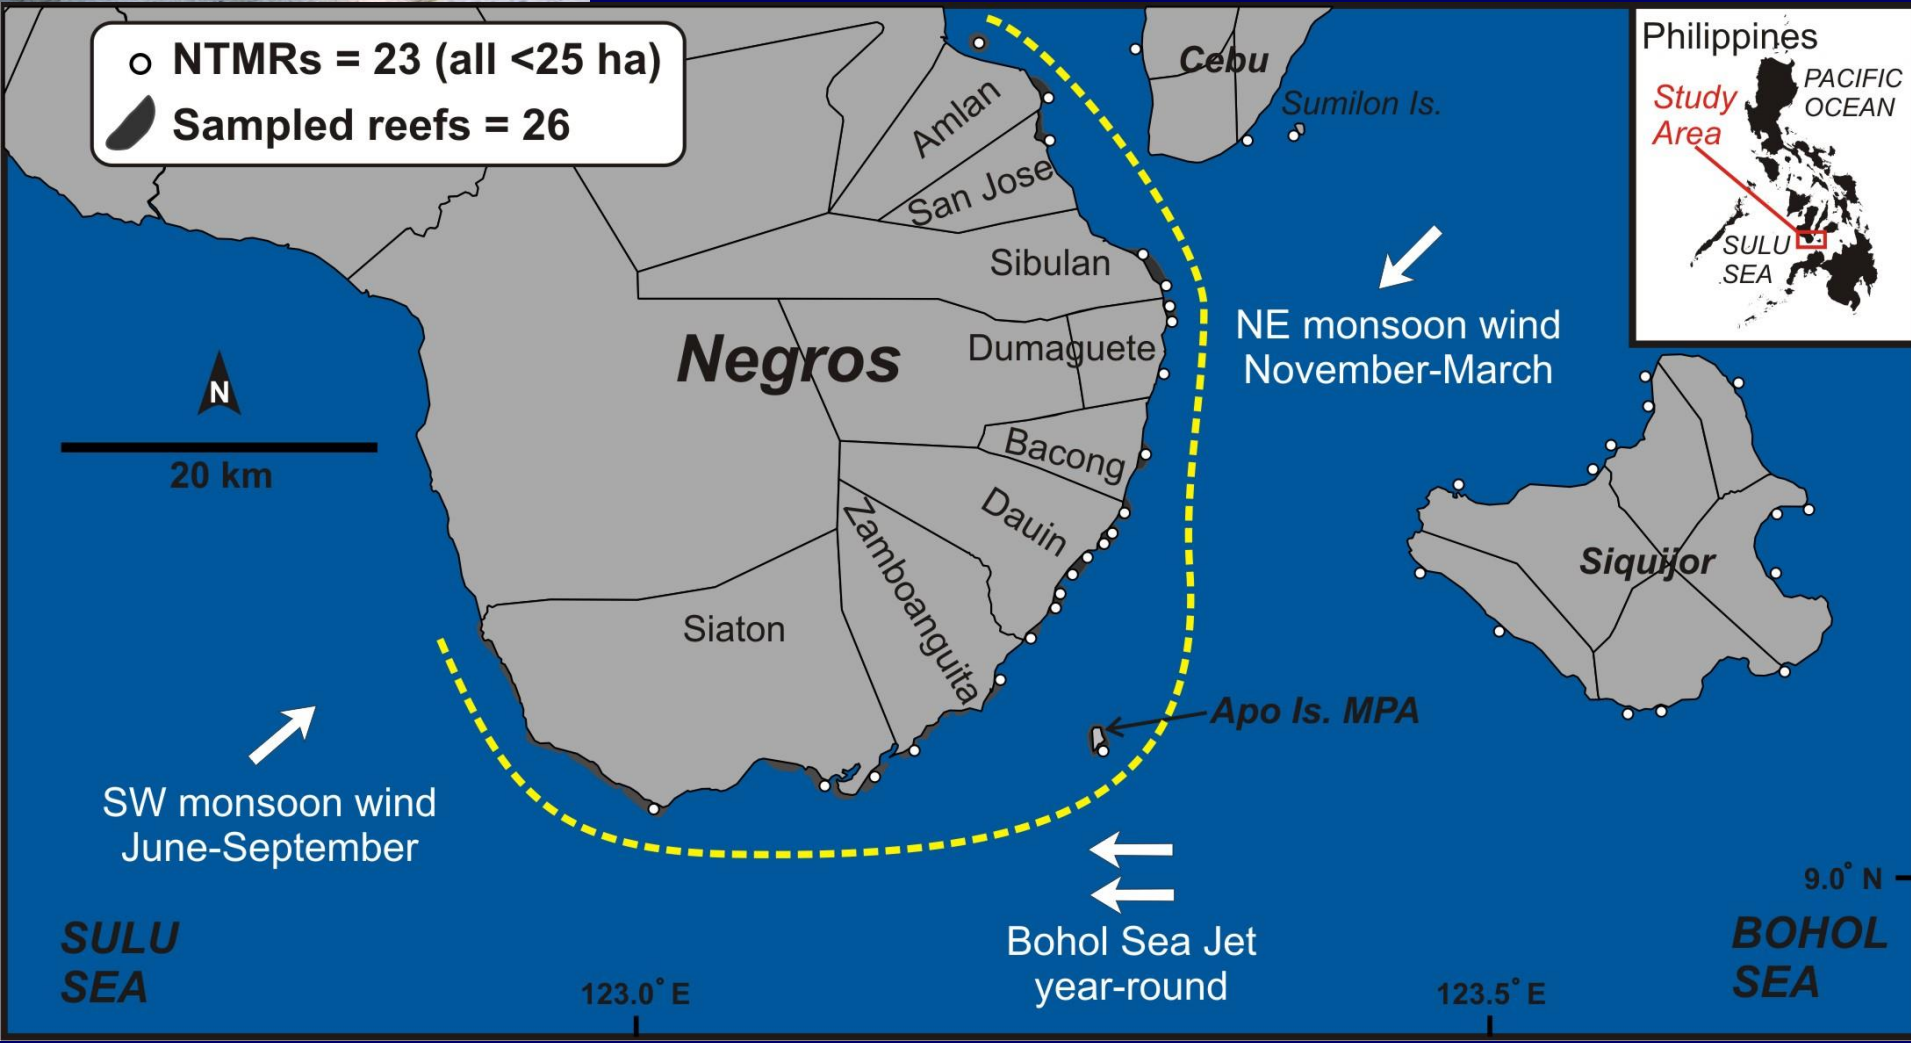 NTMRs = 23 (all <25 ha)
Sampled reefs = 26
Cebu
Sumilon Is.
Philippines
PACIFIC
OCEAN
Study
Area
SULU
SEA
Amlan
San Jose
Sibulan
Negros
Dumaguete
NE monsoon wind
November-March
N
20 km
Bacong
Dauin
Zamboanguita
Siaton
Siquijor
Apo Is. MPA
SW monsoon wind
June-September
Bohol Sea Jet
year-round
9.0° N
SULU
SEA
BOHOL
SEA
123.0° E
123.5° E